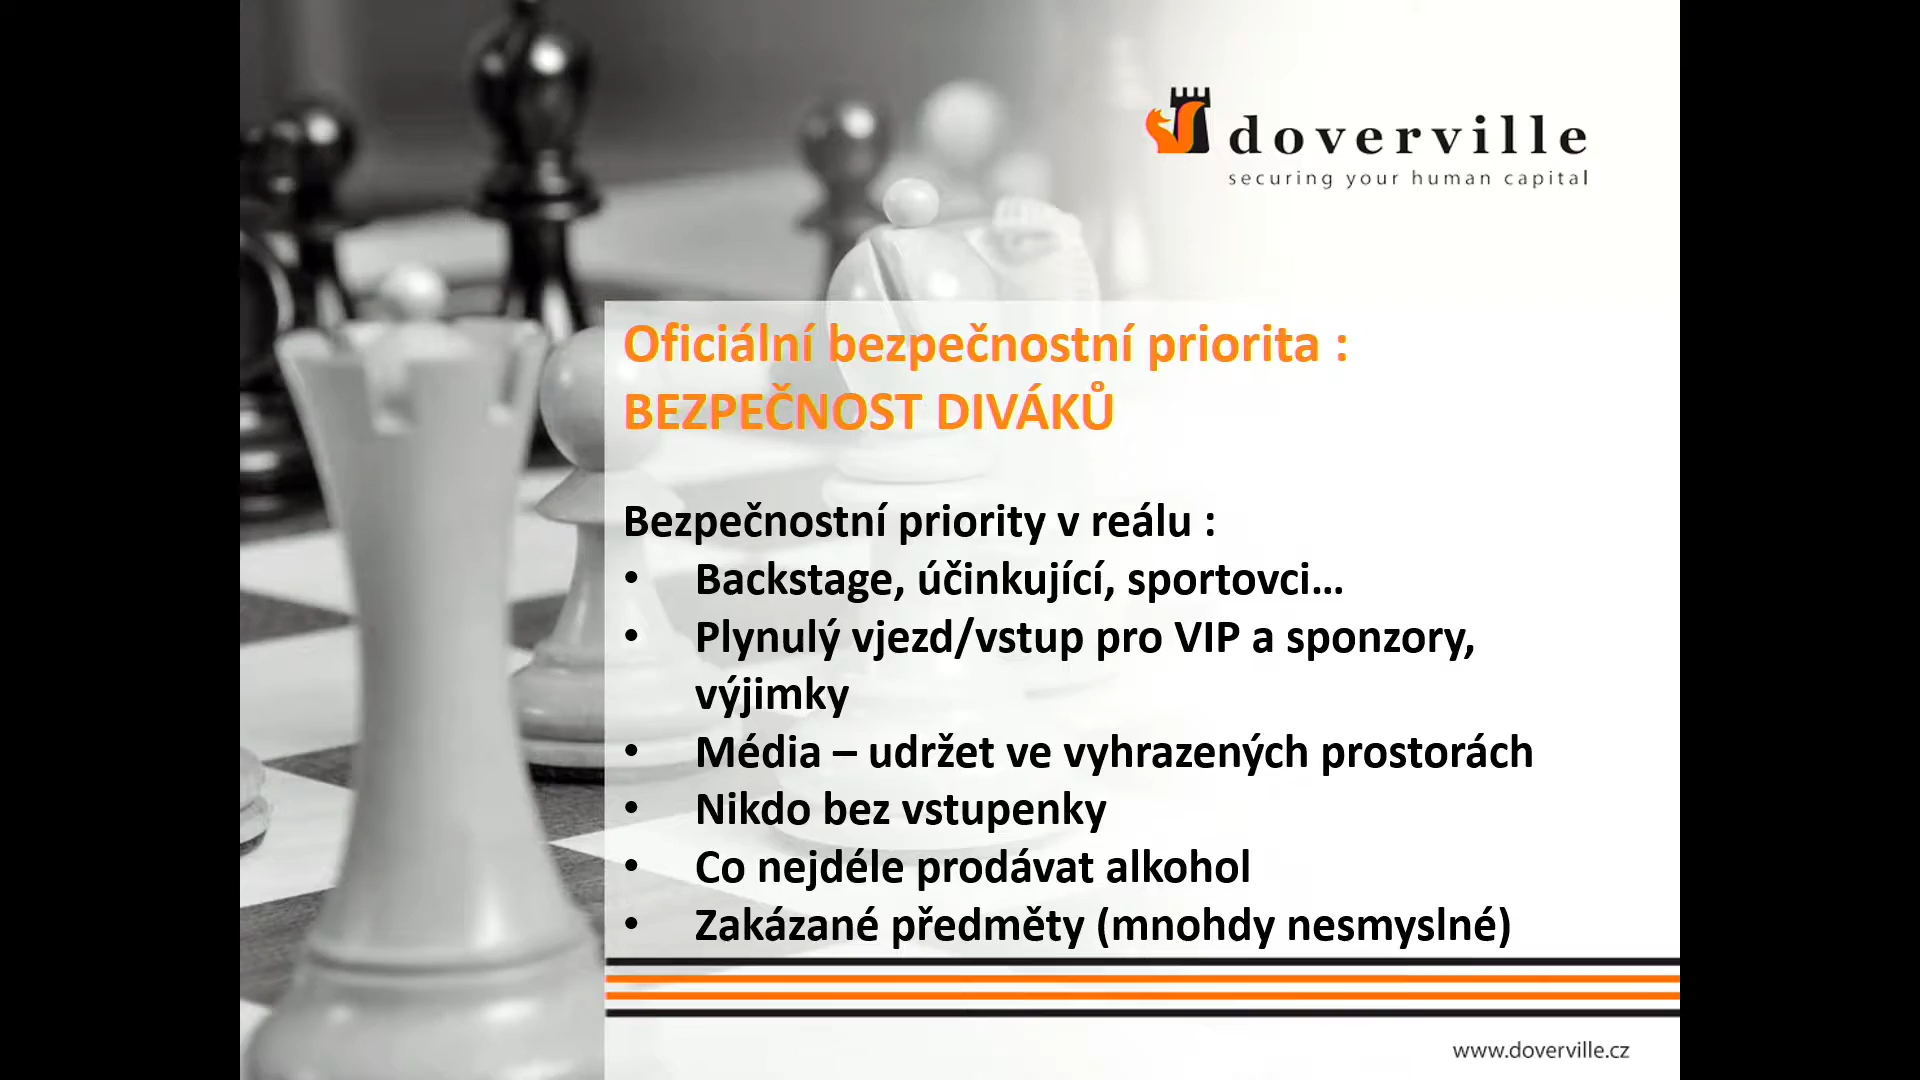 doverville
securing your human capital
Oficiální bezpečnostní priorita :
BEZPEČNOST DIVÁKŮ
Bezpečnostní priority v reálu :
• Backstage, účinkující, sportovci...
• Plynulý vjezd/vstup pro VIP a sponzory,
výjimky
• Média – udržet ve vyhrazených prostorách
• Nikdo bez vstupenky
• Co nejdéle prodávat alkohol
• Zakázané předměty (mnohdy nesmyslné)
www.doverville.cz